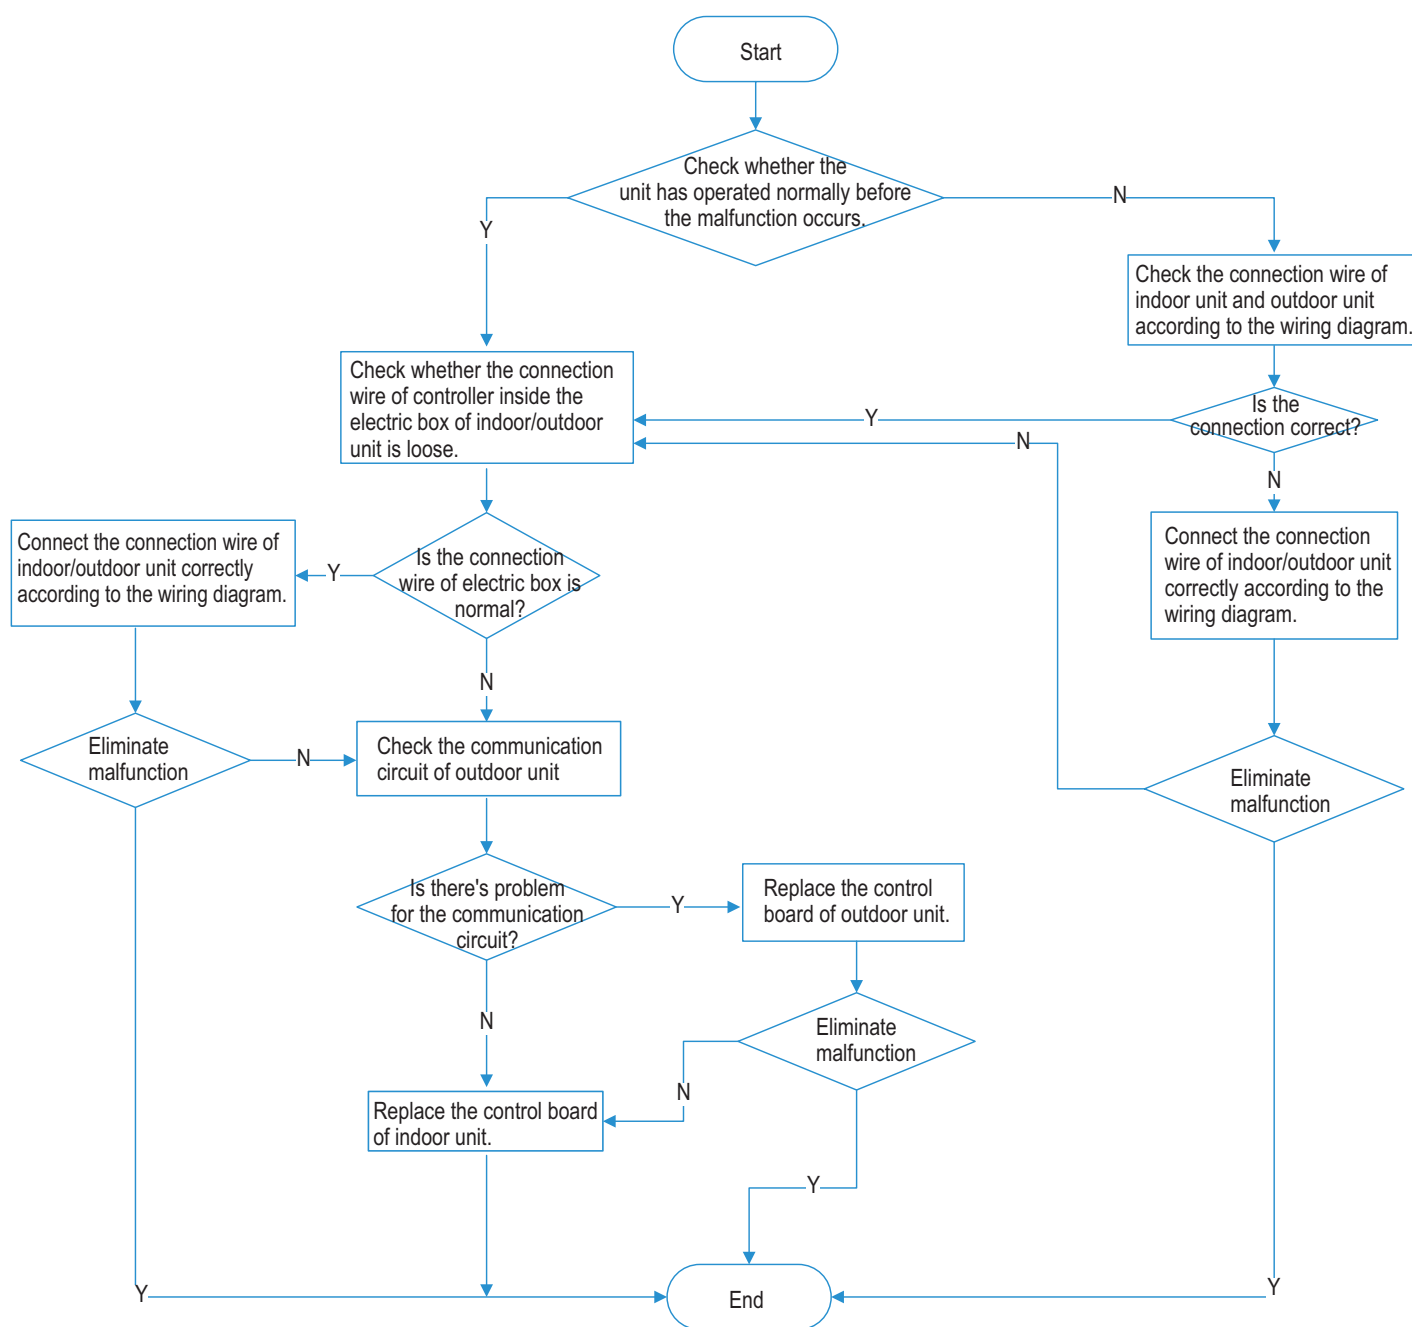 Start
Check whether the
unit has operated normally before
the malfunction occurs.
N
Y
Check the connection wire of
indoor unit and outdoor unit
according to the wiring diagram.
Check whether the connection
wire of controller inside the
electric box of indoor/outdoor
unit is loose.
Y
Is the
connection correct?
N
N
Connect the connection wire of
indoor/outdoor unit correctly
according to the wiring diagram.
Y
Is the connection
wire of electric box is
normal?
Connect the connection
wire of indoor/outdoor unit
correctly according to the
wiring diagram.
N
Eliminate
malfunction
N
Check the communication
circuit of outdoor unit
Eliminate
malfunction
Is there's problem
for the communication
circuit?
Y
Replace the control
board of outdoor unit.
N
Eliminate
malfunction
N
Replace the control board
of indoor unit.
Y
Y
End
Y